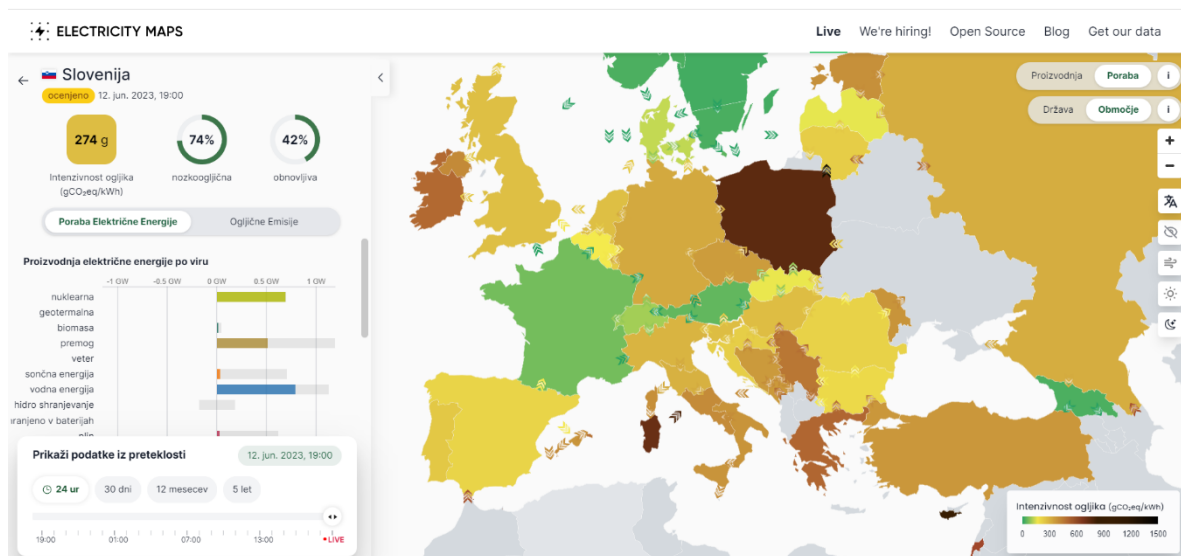 ELECTRICITY MAPS
Live We're hiring! Open Source Blog Get our data
Slovenija
ocenjeno 12. jun. 2023, 19:00
274 g 74% 42%
Intenzivnost ogljika (gCO₂eq/kWh)
nozkoogljična
obnovljiva
Poraba Električne Energije Ogljične Emisije
Proizvodnja električne energije po viru
-1 GW -0.5 GW 0 GW 0.5 GW 1 GW
nuklearna
geotermalna
biomasa
premog
veter
sončna energija
vodna energija
hidro shranjevanje
ranjeno v baterijah
plin
Prikaži podatke iz preteklosti 12. jun. 2023, 19:00
24 ur 30 dni 12 mesecev 5 let
19:00 01:00 07:00 13:00 LIVE
Proizvodnja Poraba i
Država Območje i
+
−
Intenzivnost ogljika (gCO₂eq/kWh)
0 300 600 900 1200 1500